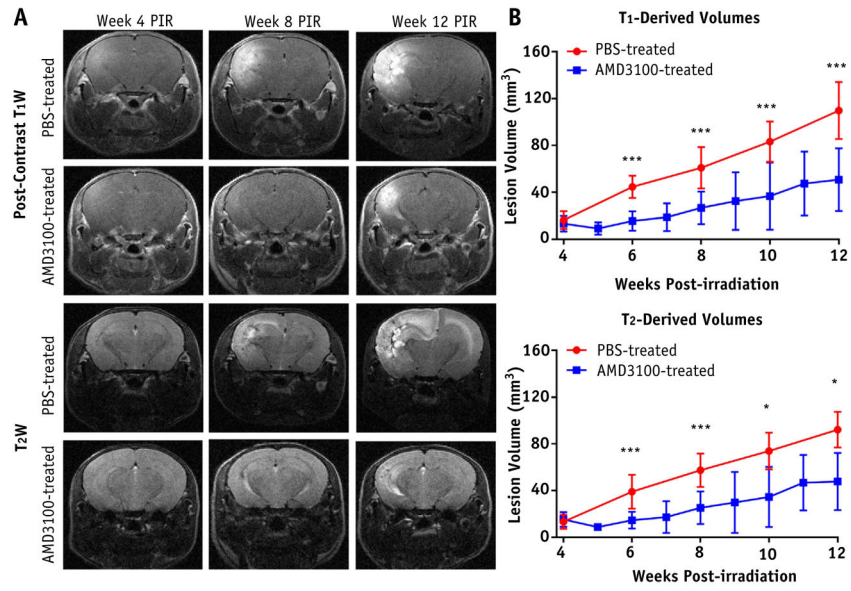 A
Week 4 PIR Week 8 PIR Week 12 PIR
Post-Contrast T1W
PBS-treated
AMD3100-treated
T2W
PBS-treated
AMD3100-treated
B
T1-Derived Volumes
PBS-treated
AMD3100-treated
Lesion Volume (mm³)
160
120
80
40
0
*** *** *** ***
4 6 8 10 12
Weeks Post-irradiation
T2-Derived Volumes
PBS-treated
AMD3100-treated
Lesion Volume (mm³)
160
120
80
40
0
*** *** * *
4 6 8 10 12
Weeks Post-irradiation